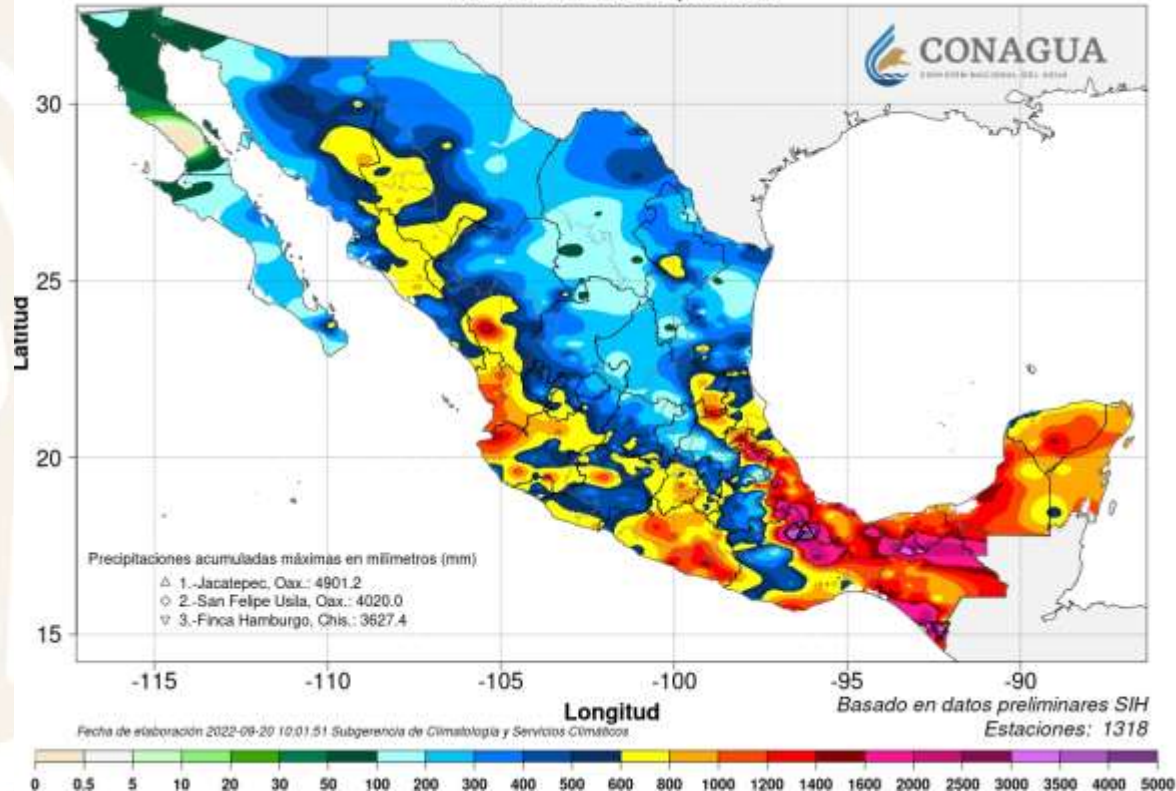 CONAGUA
COMISIÓN NACIONAL DEL AGUA
30
25
20
15
Latitud
Precipitaciones acumuladas máximas en milímetros (mm)
△ 1.-Jacatepec, Oax.: 4901.2
◇ 2.-San Felipe Usila, Oax.: 4020.0
▽ 3.-Finca Hamburgo, Chis.: 3627.4
-115 -110 -105 -100 -95 -90
Longitud
Basado en datos preliminares SIH
Estaciones: 1318
Fecha de elaboración 2022-09-20 10:01:51 Subgerencia de Climatología y Servicios Climáticos
0 0.5 5 10 20 30 50 100 200 300 400 500 600 800 1000 1200 1400 1600 2000 2500 3000 3500 4000 5000